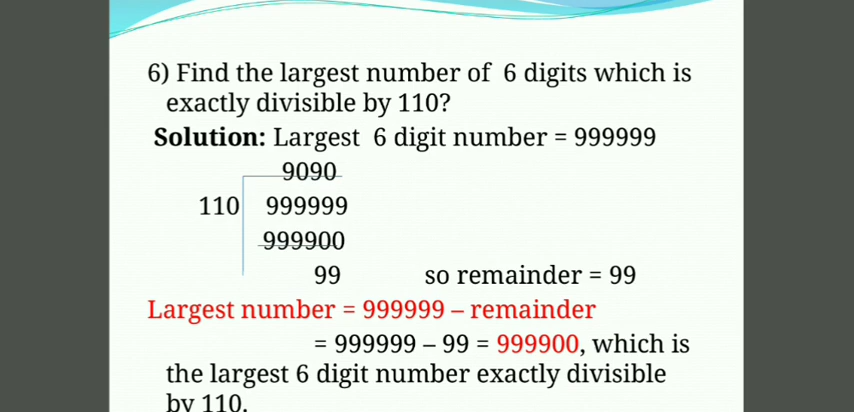 6) Find the largest number of 6 digits which is
exactly divisible by 110?
Solution: Largest 6 digit number = 999999
9090
110 999999
999900
99 so remainder = 99
Largest number = 999999 – remainder
= 999999 – 99 = 999900, which is
the largest 6 digit number exactly divisible
by 110.